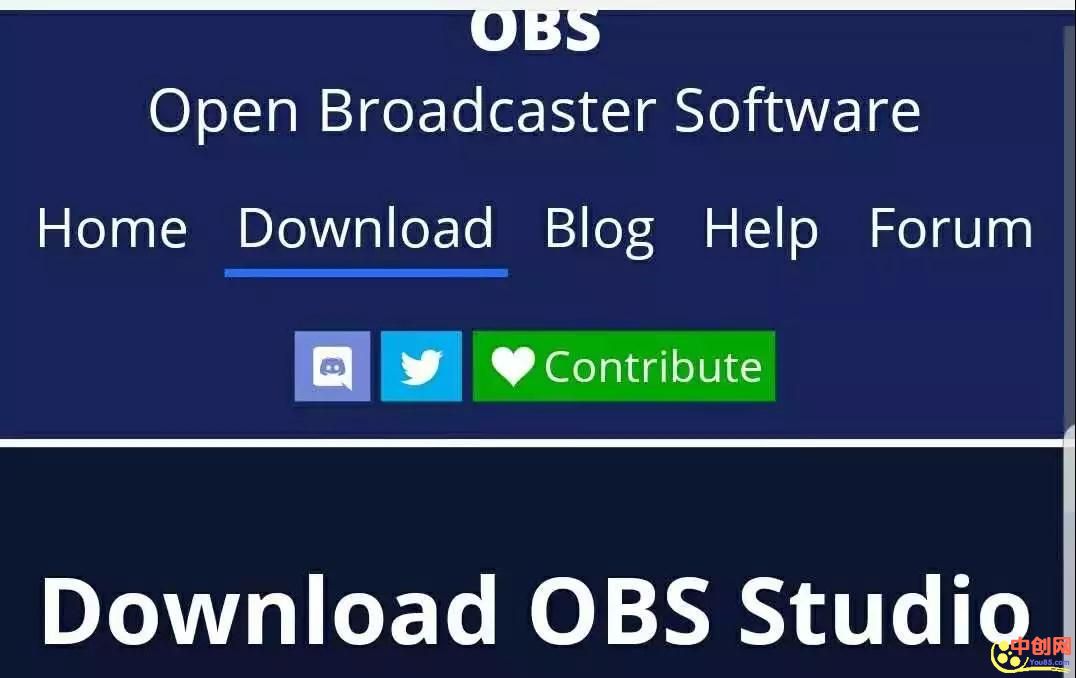 OBS
Open Broadcaster Software
Home Download Blog Help Forum
Contribute
Download OBS Studio
中创网
You85.com